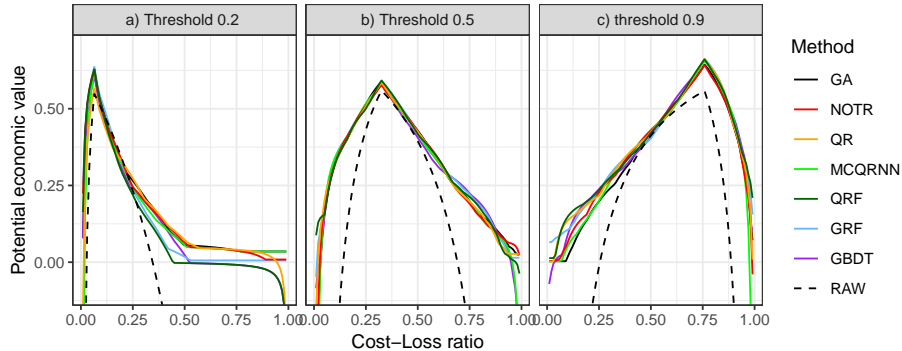 a) Threshold 0.2
b) Threshold 0.5
c) threshold 0.9
Potential economic value
0.50
0.25
0.00
0.00 0.25 0.50 0.75 1.00
0.00 0.25 0.50 0.75 1.00
0.00 0.25 0.50 0.75 1.00
Cost−Loss ratio
Method
GA
NOTR
QR
MCQRNN
QRF
GRF
GBDT
RAW